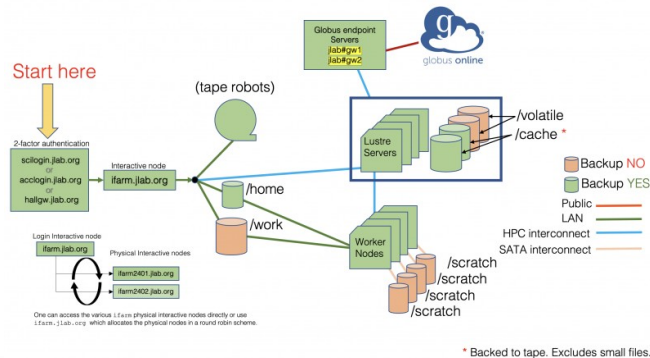 Globus endpoint
Servers
jlab#gw1
jlab#gw2
globus online
Start here
(tape robots)
2-factor authentication
scilogin.jlab.org
or
acclogin.jlab.org
or
hallgw.jlab.org
Interactive node
ifarm.jlab.org
/home
/work
Lustre
Servers
/volatile
/cache *
Backup NO
Backup YES
Public
LAN
HPC interconnect
SATA interconnect
Worker
Nodes
/scratch
/scratch
/scratch
/scratch
Login Interactive node
ifarm.jlab.org
Physical Interactive nodes
ifarm2401.jlab.org
ifarm2402.jlab.org
One can access the various ifarm physical interactive nodes directly or use
ifarm.jlab.org which allocates the physical nodes in a round robin scheme.
* Backed to tape. Excludes small files.